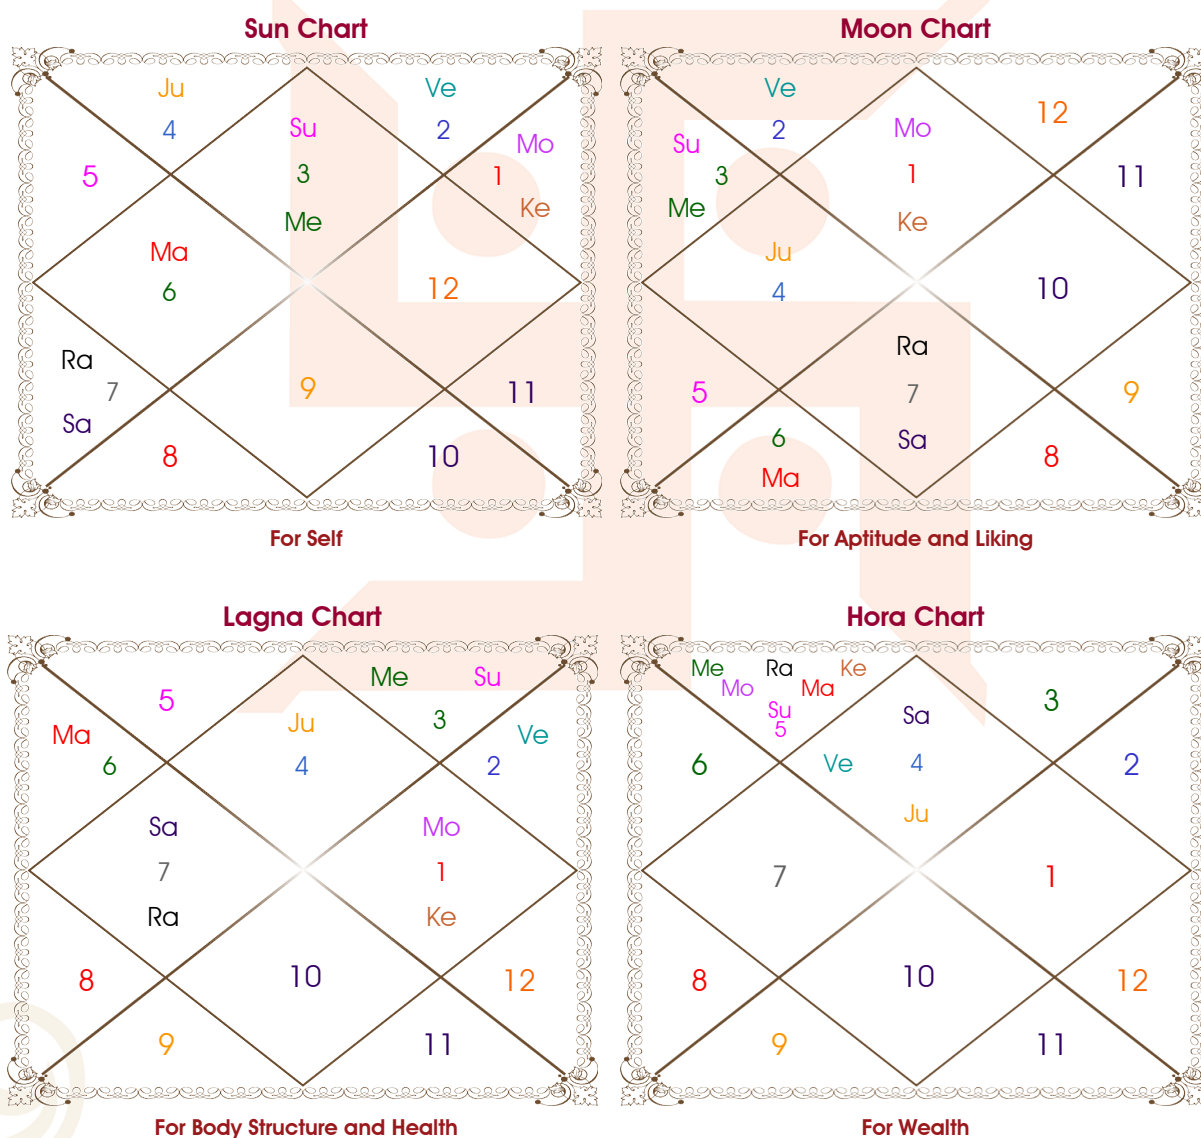 Sun Chart
Ju
4
Ve
2
Su
3
Me
Mo
1
Ke
5
Ma
6
12
Ra
7
Sa
9
11
8
10
For Self
Moon Chart
Ve
2
Mo
1
Ke
12
Su
3
Me
11
Ju
4
10
Ra
7
Sa
5
9
6
Ma
8
For Aptitude and Liking
Lagna Chart
5
Me
Su
3
Ju
4
Ma
6
Ve
2
Sa
7
Ra
Mo
1
Ke
8
10
12
9
11
For Body Structure and Health
Hora Chart
Me
Ra
Ke
Mo
Ma
Su
5
Sa
4
Ve
Ju
3
6
2
7
1
8
10
12
9
11
For Wealth